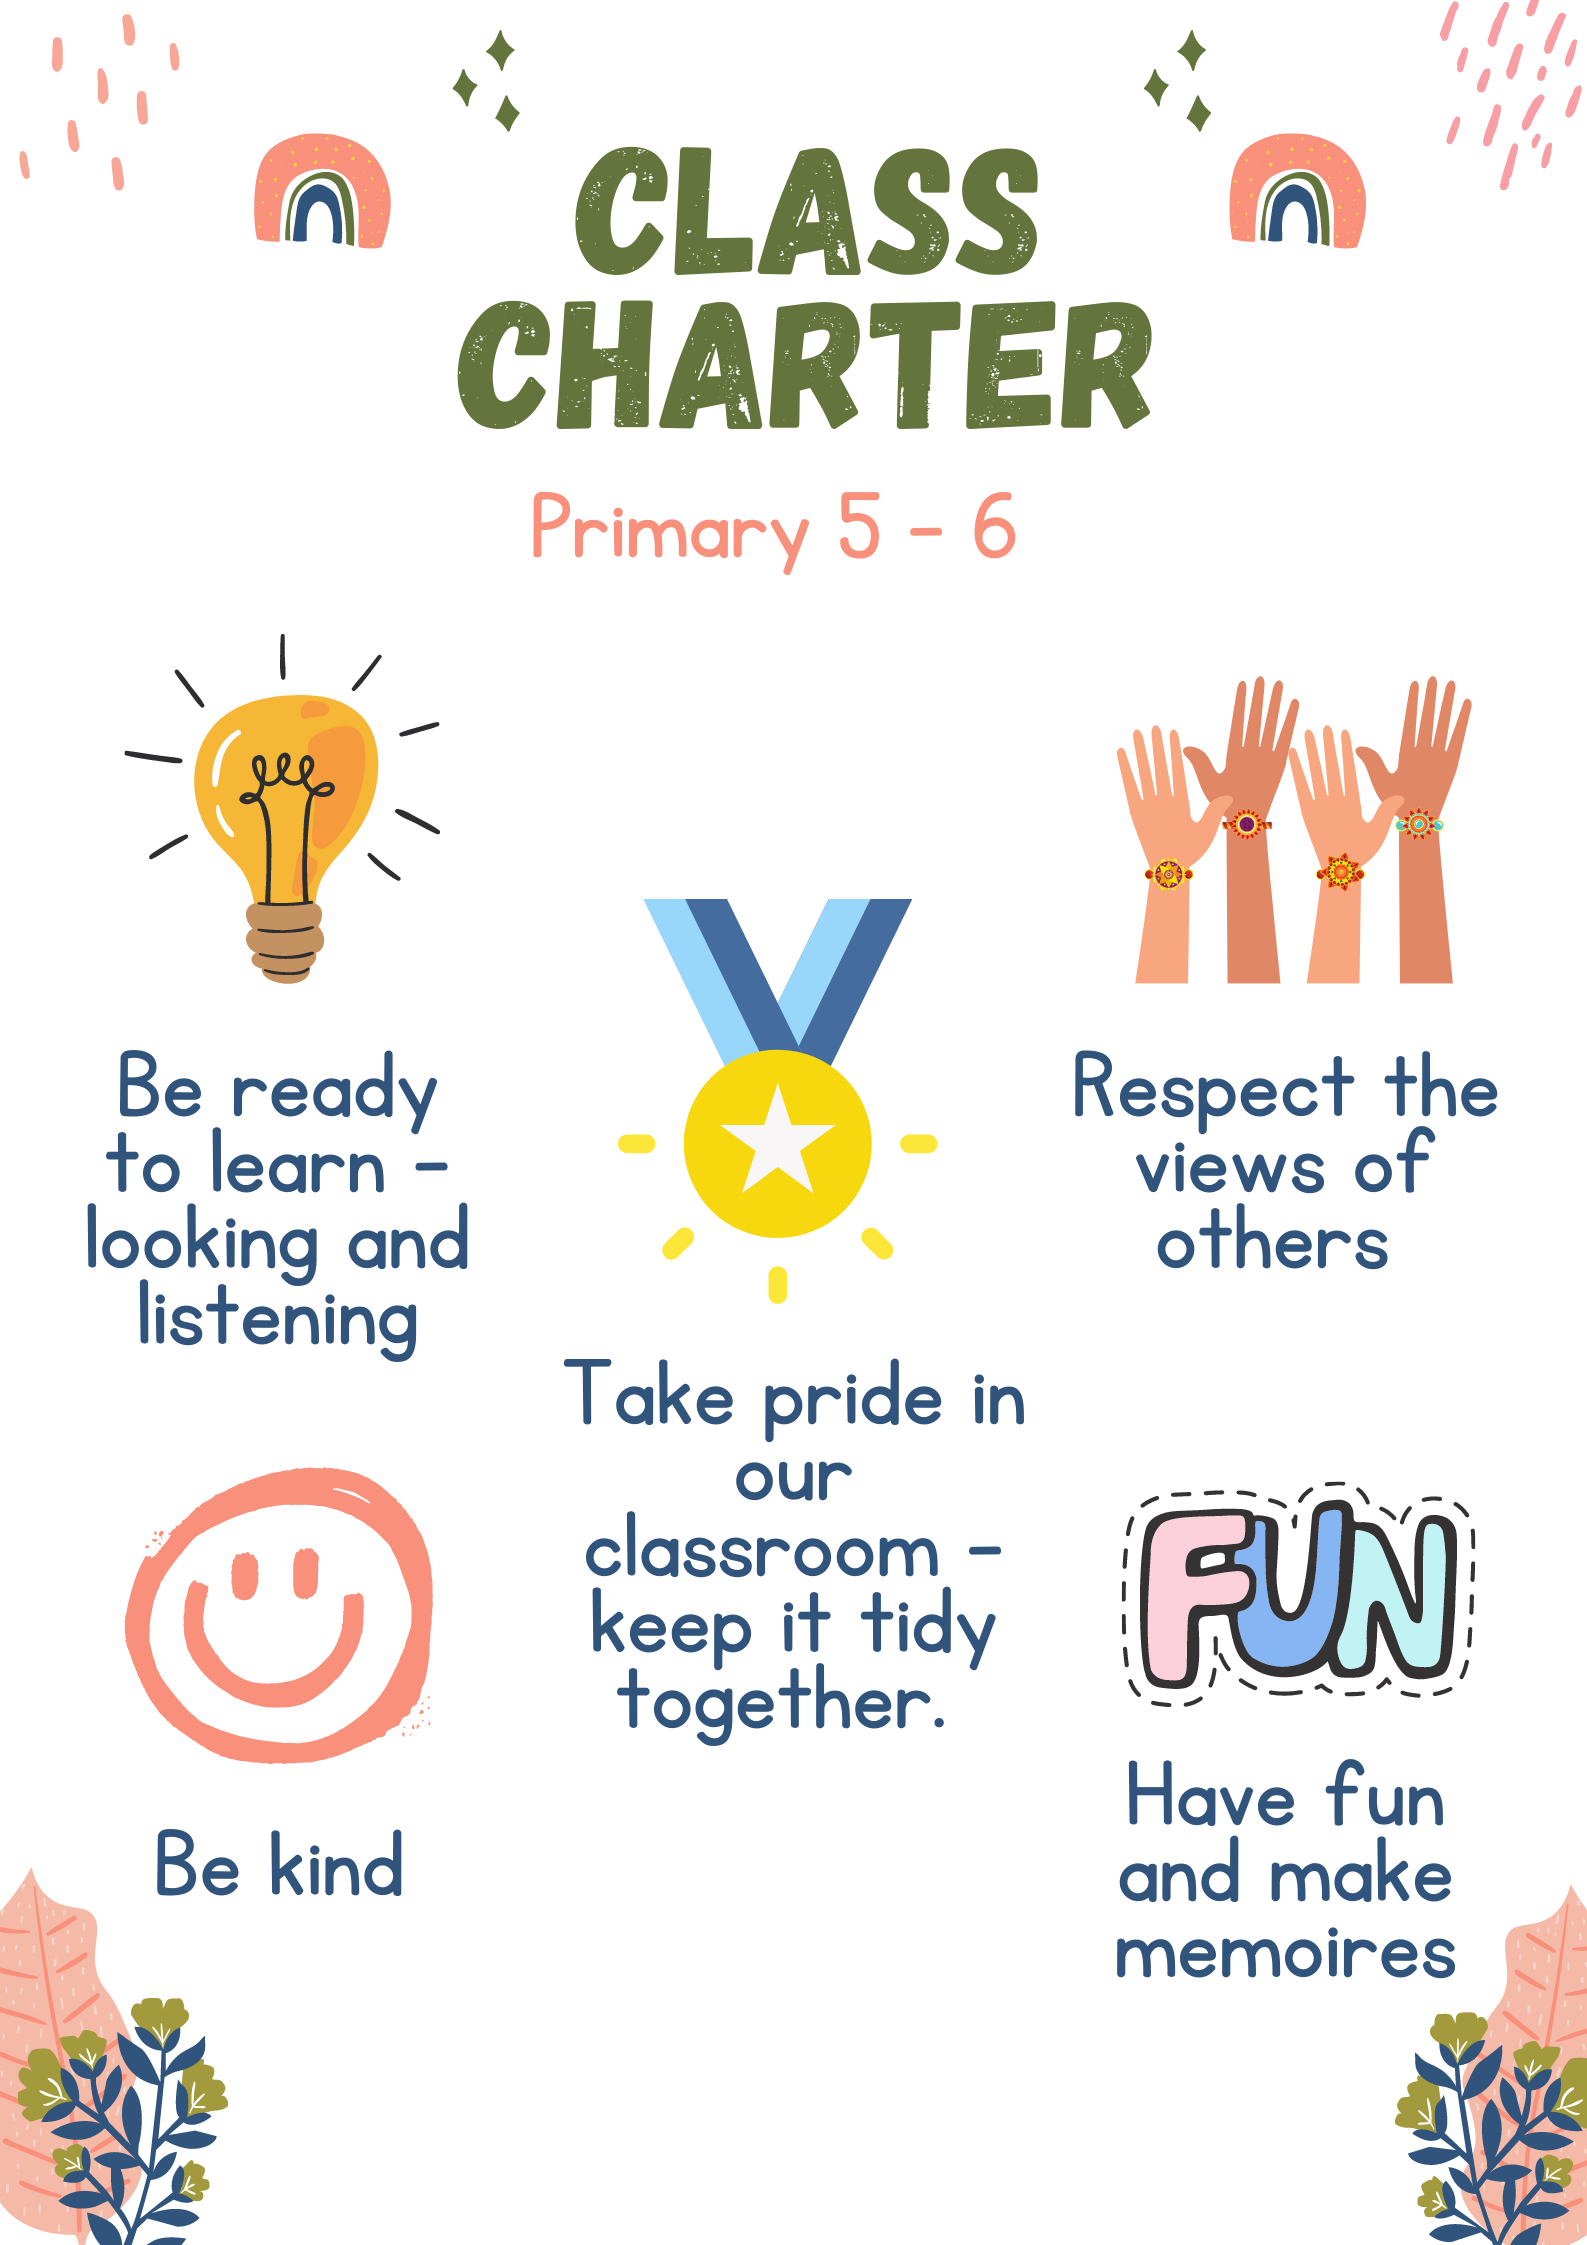 CLASS
CHARTER
Primary 5 - 6
Be ready
to learn -
looking and
listening
Respect the
views of
others
Take pride in
our
classroom -
keep it tidy
together.
Be kind
FUN
Have fun
and make
memoires